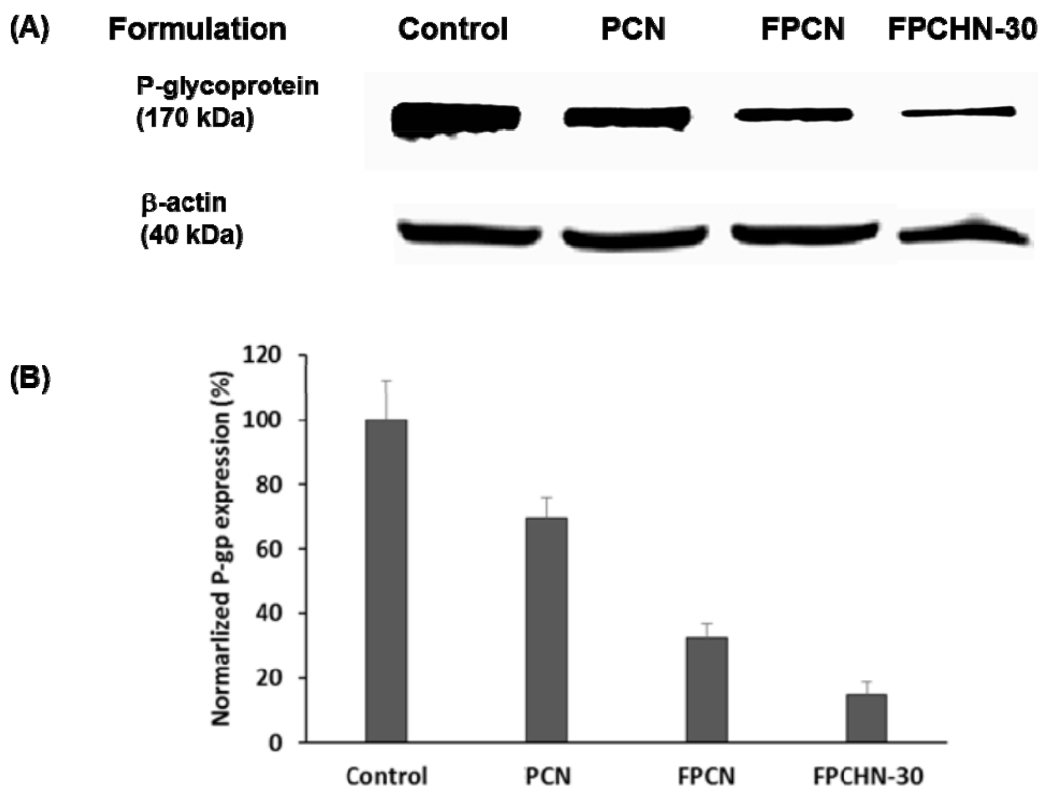 (A) Formulation Control PCN FPCN FPCHN-30
P-glycoprotein
(170 kDa)
β-actin
(40 kDa)
(B)
Normarlized P-gp expression (%)
120
100
80
60
40
20
0
Control PCN FPCN FPCHN-30